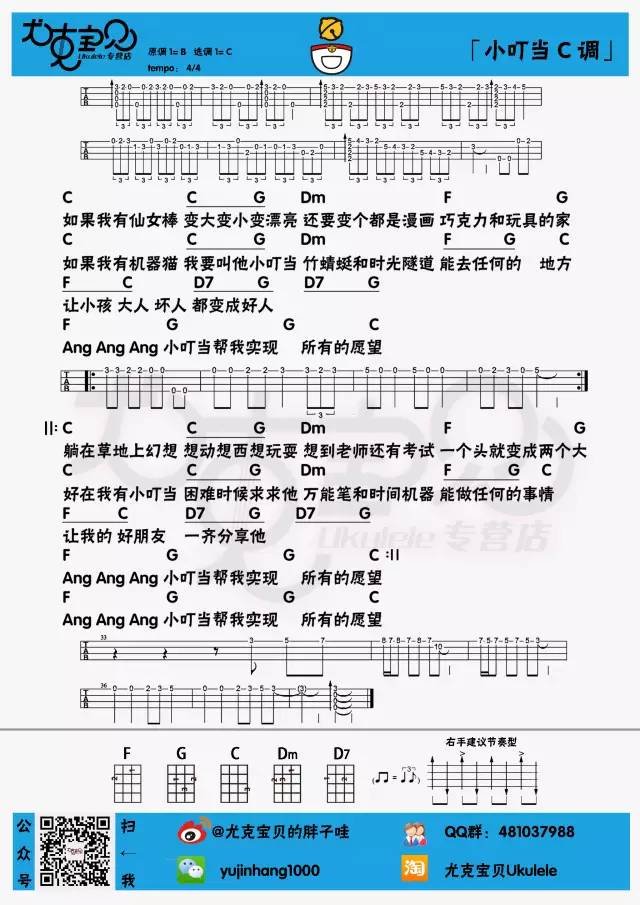 尤克宝贝
Ukulele 专营店
原调 1= B 选调 1= C
tempo： 4/4
「小叮当 C 调」
C C G Dm F G
如果我有仙女棒 变大变小变漂亮 还要变个都是漫画 巧克力和玩具的家
C C G Dm F G C
如果我有机器猫 我要叫他小叮当 竹蜻蜓和时光隧道 能去任何的 地方
F C D7 G D7 G
让小孩 大人 坏人 都变成好人
F G G C
Ang Ang Ang 小叮当帮我实现 所有的愿望
C C G Dm F G
躺在草地上幻想 想动想西想玩耍 想到老师还有考试 一个头就变成两个大
C C G Dm F G C
好在我有小叮当 困难时候求求他 万能笔和时间机器 能做任何的事情
F C D7 G D7 G
让我的 好朋友 一齐分享他
F G G C
Ang Ang Ang 小叮当帮我实现 所有的愿望
F G G C
Ang Ang Ang 小叮当帮我实现 所有的愿望
33
36
F G C Dm D7
右手建议节奏型
公众号
扫←我
@尤克宝贝的胖子哇
QQ群：481037988
yujinhang1000
淘
尤克宝贝Ukulele